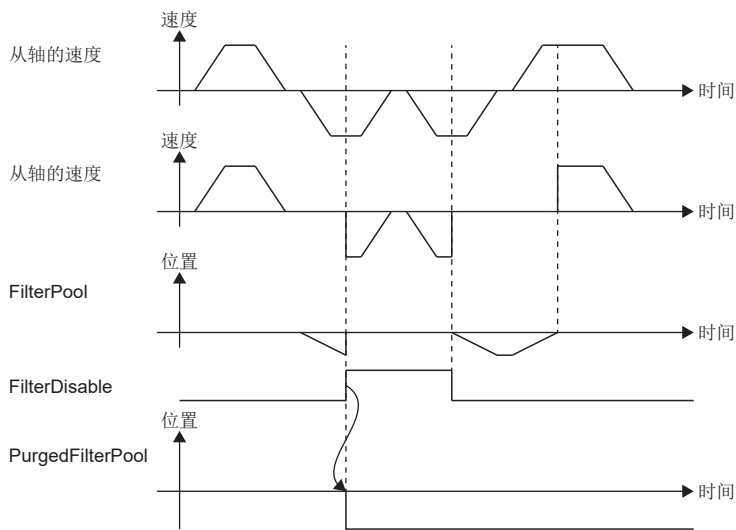 速度
从轴的速度
时间
速度
从轴的速度
时间
位置
FilterPool
时间
FilterDisable
位置
PurgedFilterPool
时间